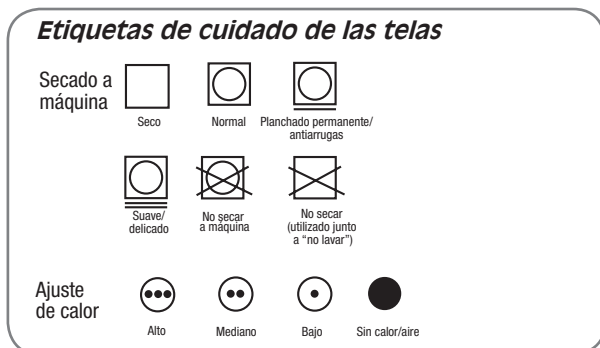 Etiquetas de cuidado de las telas
Secado a
máquina
Seco
Normal
Planchado permanente/
antiarrugas
Suave/
delicado
No secar
a máquina
No secar
(utilizado junto
a “no lavar”)
Ajuste
de calor
Alto
Mediano
Bajo
Sin calor/aire